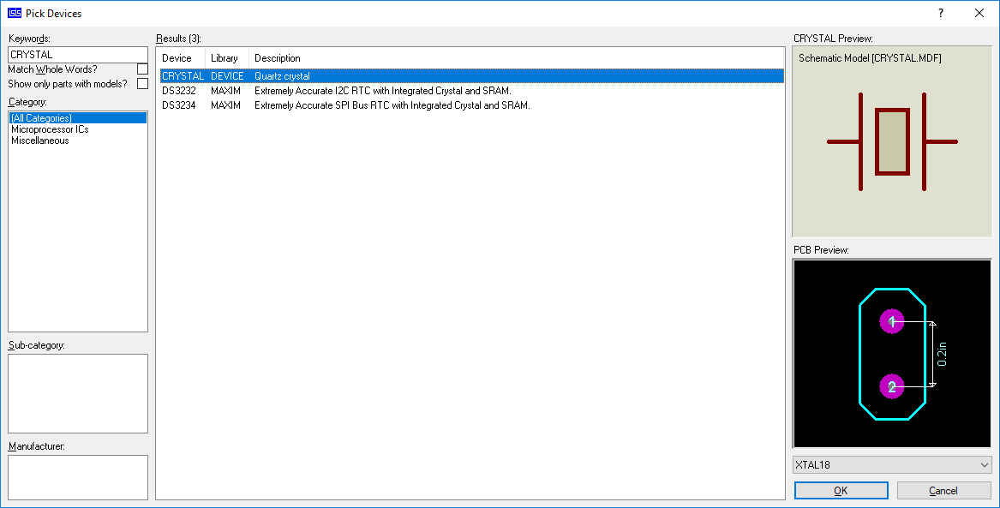 ISIS Pick Devices ?
Keywords:
CRYSTAL
Match Whole Words?
Show only parts with models?
Category:
(All Categories)
Microprocessor ICs
Miscellaneous
Sub-category:
Manufacturer:
Results (3):
Device Library Description
CRYSTAL DEVICE Quartz crystal
DS3232 MAXIM Extremely Accurate I2C RTC with Integrated Crystal and SRAM.
DS3234 MAXIM Extremely Accurate SPI Bus RTC with Integrated Crystal and SRAM.
CRYSTAL Preview:
Schematic Model [CRYSTAL.MDF]
PCB Preview:
1
0.2in
2
XTAL18
OK Cancel